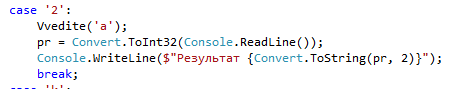 case '2':
Vvedite('a');
pr = Convert.ToInt32(Console.ReadLine());
Console.WriteLine($"Результат {Convert.ToString(pr, 2)}");
break;